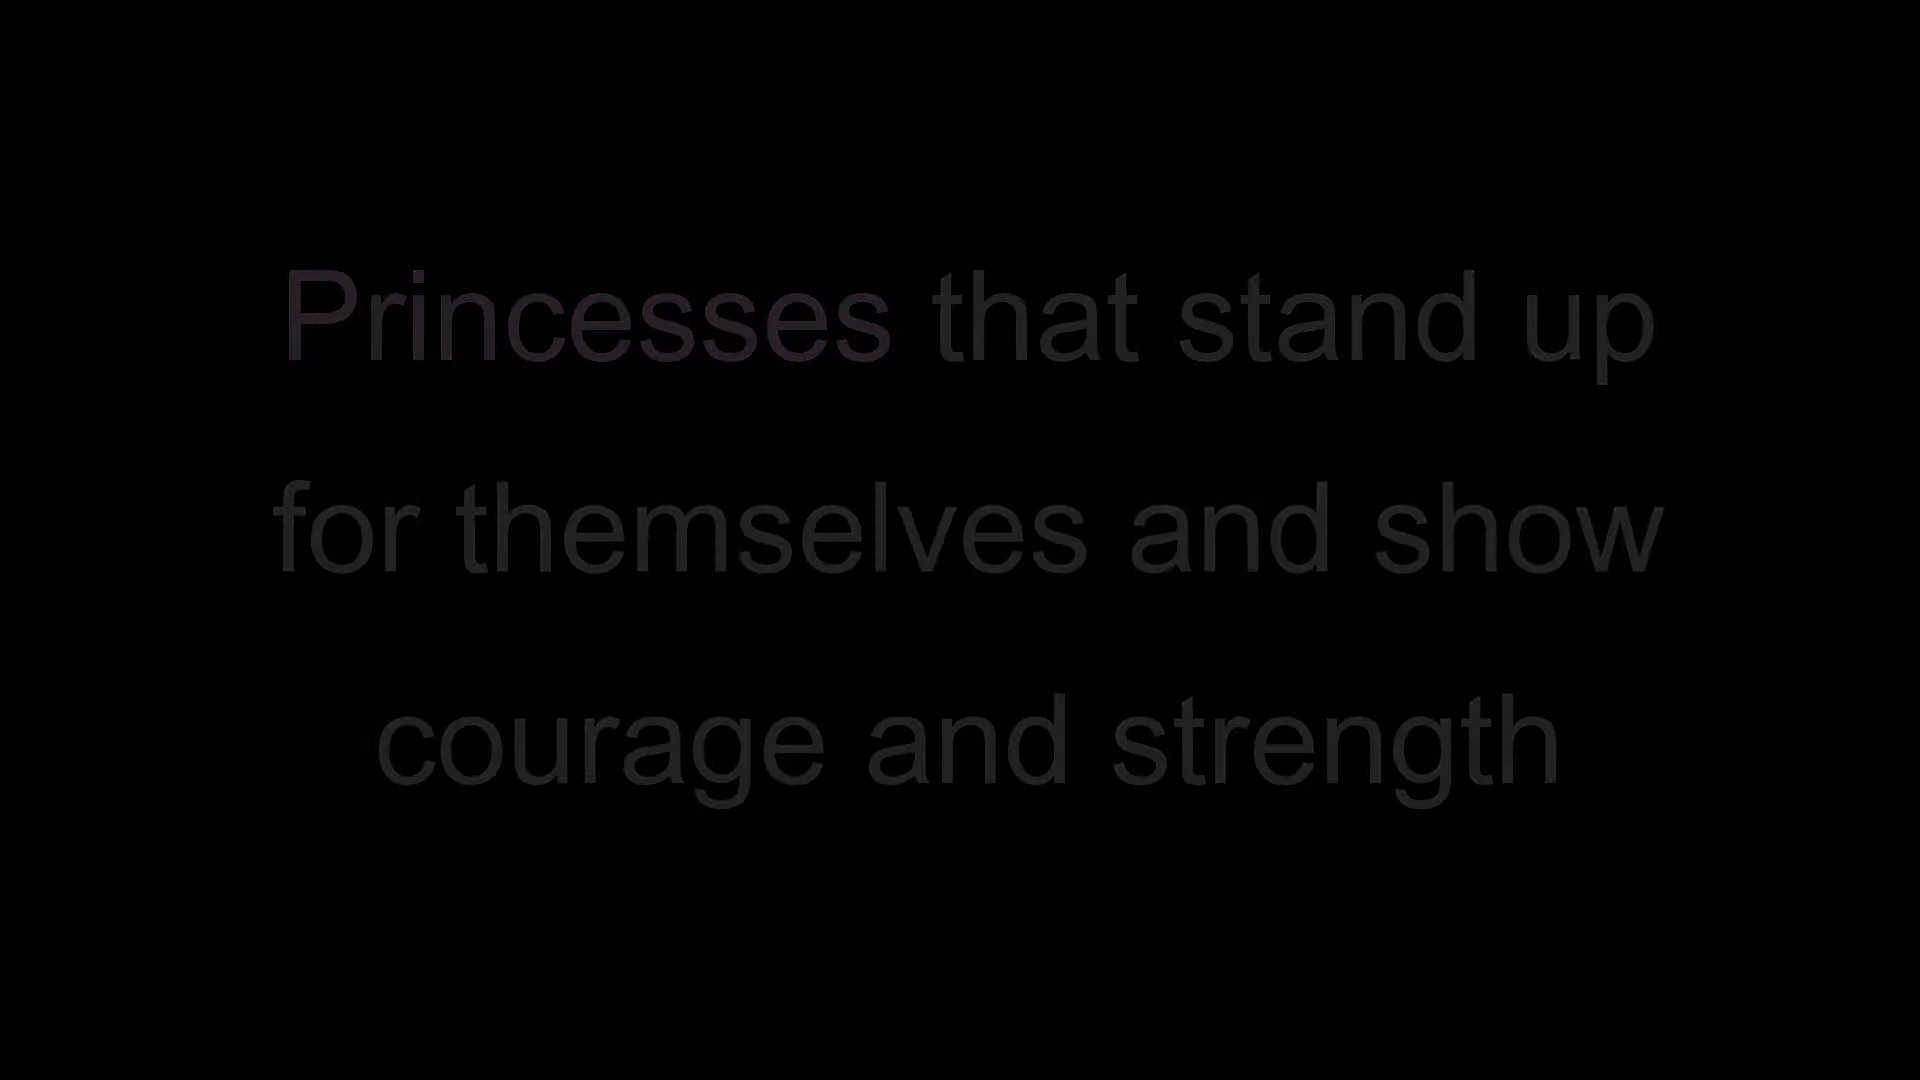 Princesses that stand up
for themselves and show
courage and strength